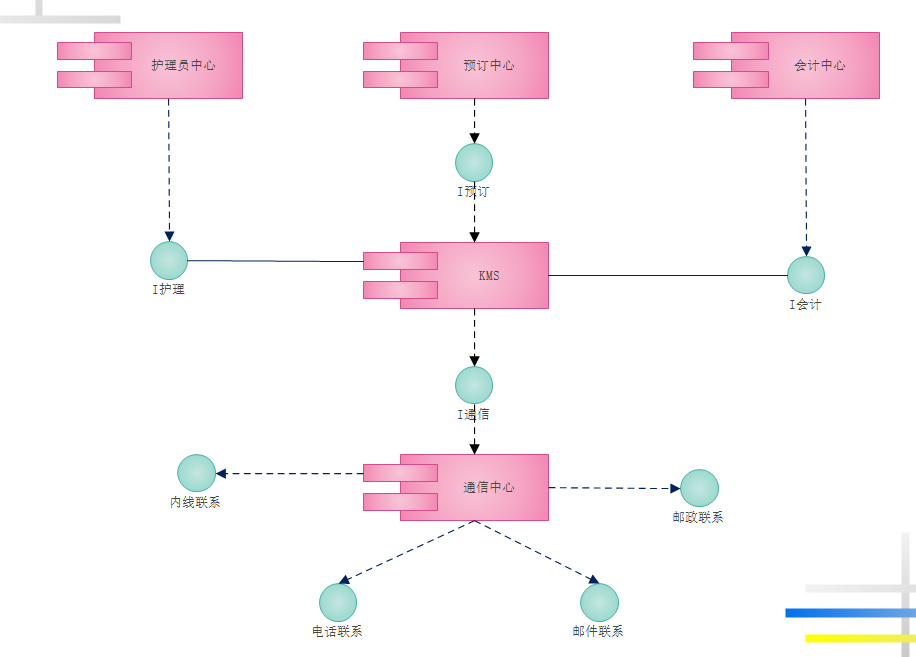 护理员中心
预订中心
会计中心
I预订
I护理
KMS
I会计
I通信
通信中心
内线联系
邮政联系
电话联系
邮件联系